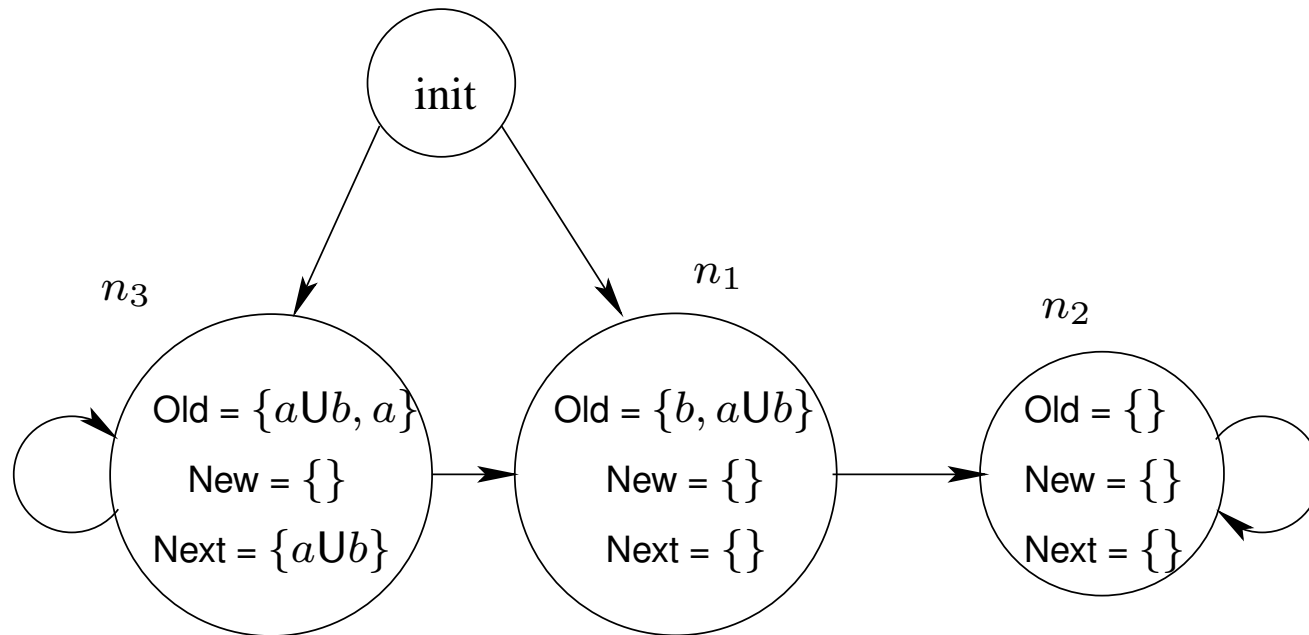 init
n₃
n₁
n₂
Old = {aUb, a}
New = {}
Next = {aUb}
Old = {b, aUb}
New = {}
Next = {}
Old = {}
New = {}
Next = {}